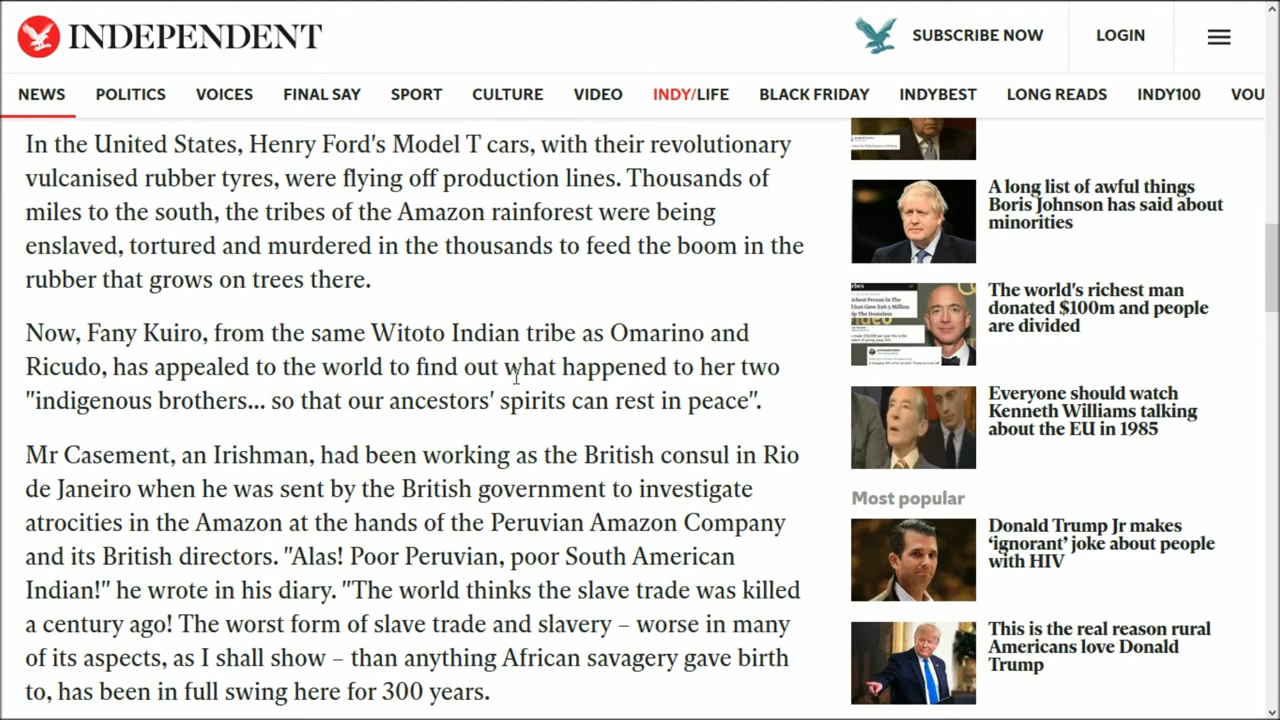 INDEPENDENT
SUBSCRIBE NOW
LOGIN
NEWS POLITICS VOICES FINAL SAY SPORT CULTURE VIDEO INDY/LIFE BLACK FRIDAY INDYBEST LONG READS INDY100 VOU
In the United States, Henry Ford's Model T cars, with their revolutionary
vulcanised rubber tyres, were flying off production lines. Thousands of
miles to the south, the tribes of the Amazon rainforest were being
enslaved, tortured and murdered in the thousands to feed the boom in the
rubber that grows on trees there.
Now, Fany Kuiro, from the same Witoto Indian tribe as Omarino and
Ricudo, has appealed to the world to find out what happened to her two
"indigenous brothers... so that our ancestors' spirits can rest in peace".
Mr Casement, an Irishman, had been working as the British consul in Rio
de Janeiro when he was sent by the British government to investigate
atrocities in the Amazon at the hands of the Peruvian Amazon Company
and its British directors. "Alas! Poor Peruvian, poor South American
Indian!" he wrote in his diary. "The world thinks the slave trade was killed
a century ago! The worst form of slave trade and slavery – worse in many
of its aspects, as I shall show – than anything African savagery gave birth
to, has been in full swing here for 300 years.
A long list of awful things
Boris Johnson has said about
minorities
The world's richest man
donated $100m and people
are divided
Everyone should watch
Kenneth Williams talking
about the EU in 1985
Most popular
Donald Trump Jr makes
‘ignorant’ joke about people
with HIV
This is the real reason rural
Americans love Donald
Trump